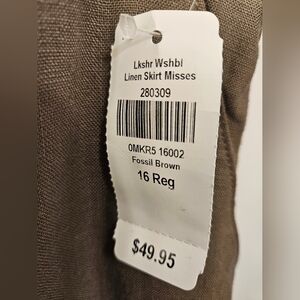 Lkshr Wshbl
Linen Skirt Misses
280309
0MKR5 16002
Fossil Brown
16 Reg
$49.95